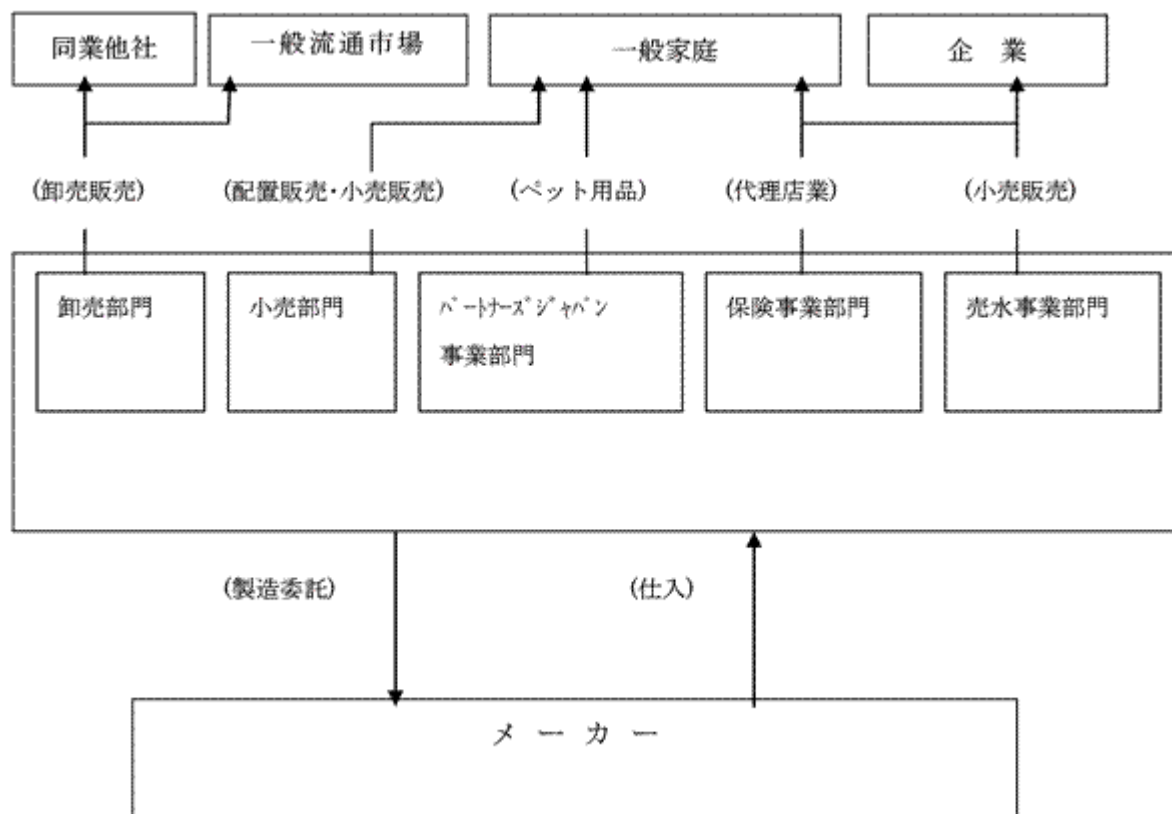 同業他社
一般流通市場
一般家庭
企 業
(卸売販売)
(配置販売・小売販売)
(ペット用品)
(代理店業)
(小売販売)
卸売部門
小売部門
ﾊﾟｰﾄﾅｰｽﾞｼﾞｬﾊﾟﾝ
事業部門
保険事業部門
売水事業部門
(製造委託)
(仕入)
メ ー カ ー